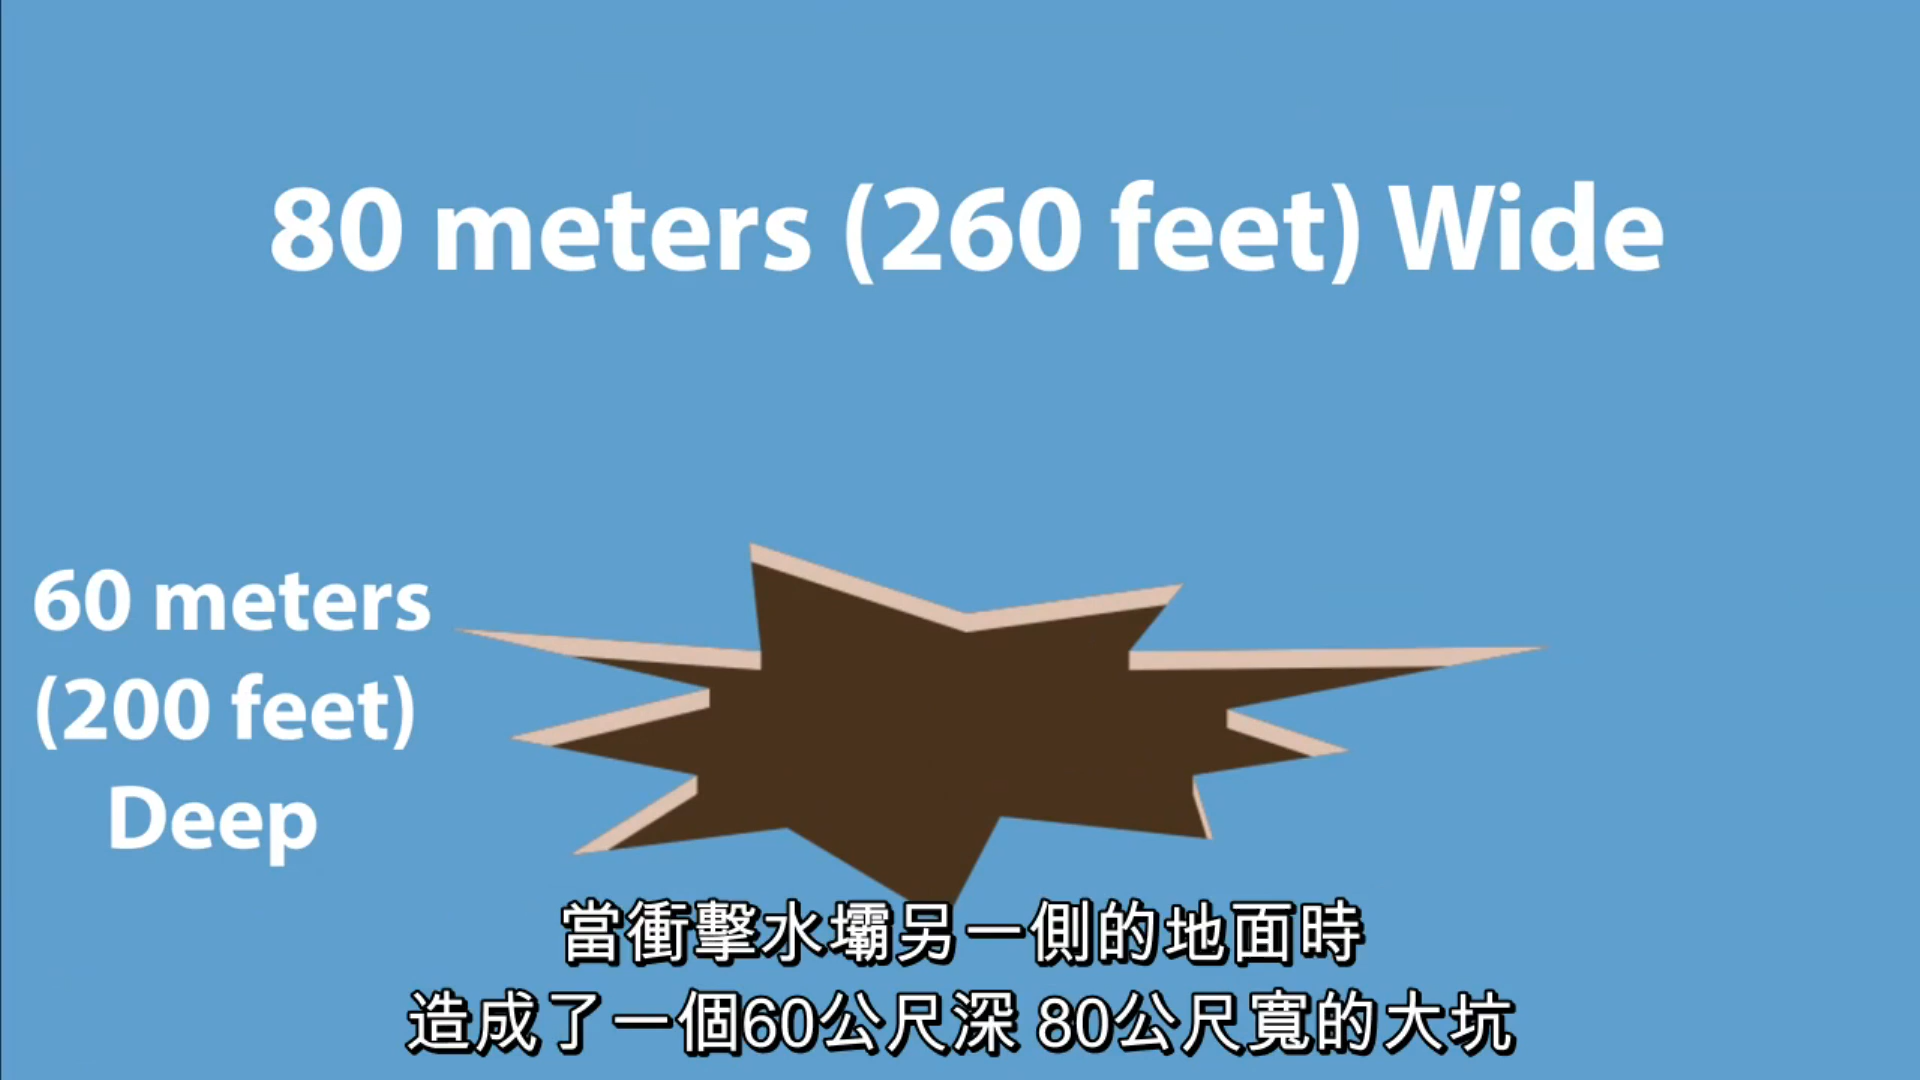 80 meters (260 feet) Wide
60 meters
(200 feet)
Deep
當衝擊水壩另一側的地面時
造成了一個60公尺深 80公尺寬的大坑